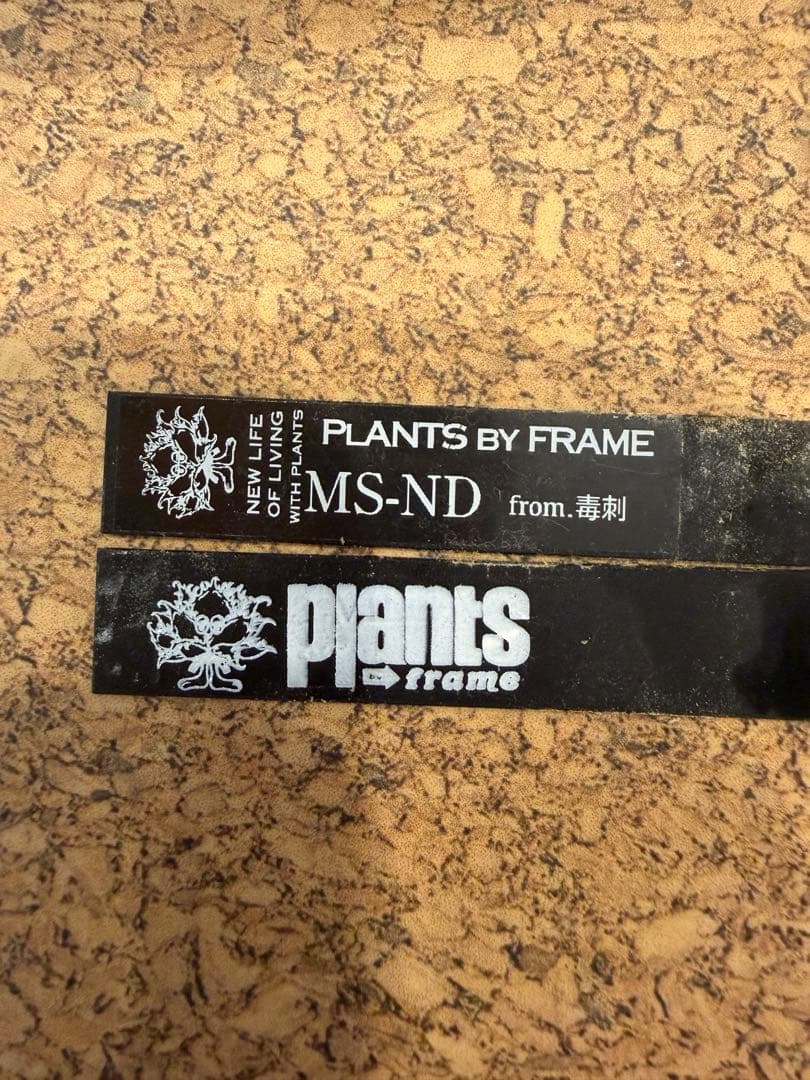 NEW LIFE
OF LIVING
WITH PLANTS
PLANTS BY FRAME
MS-ND from.毒刺
plants
by frame